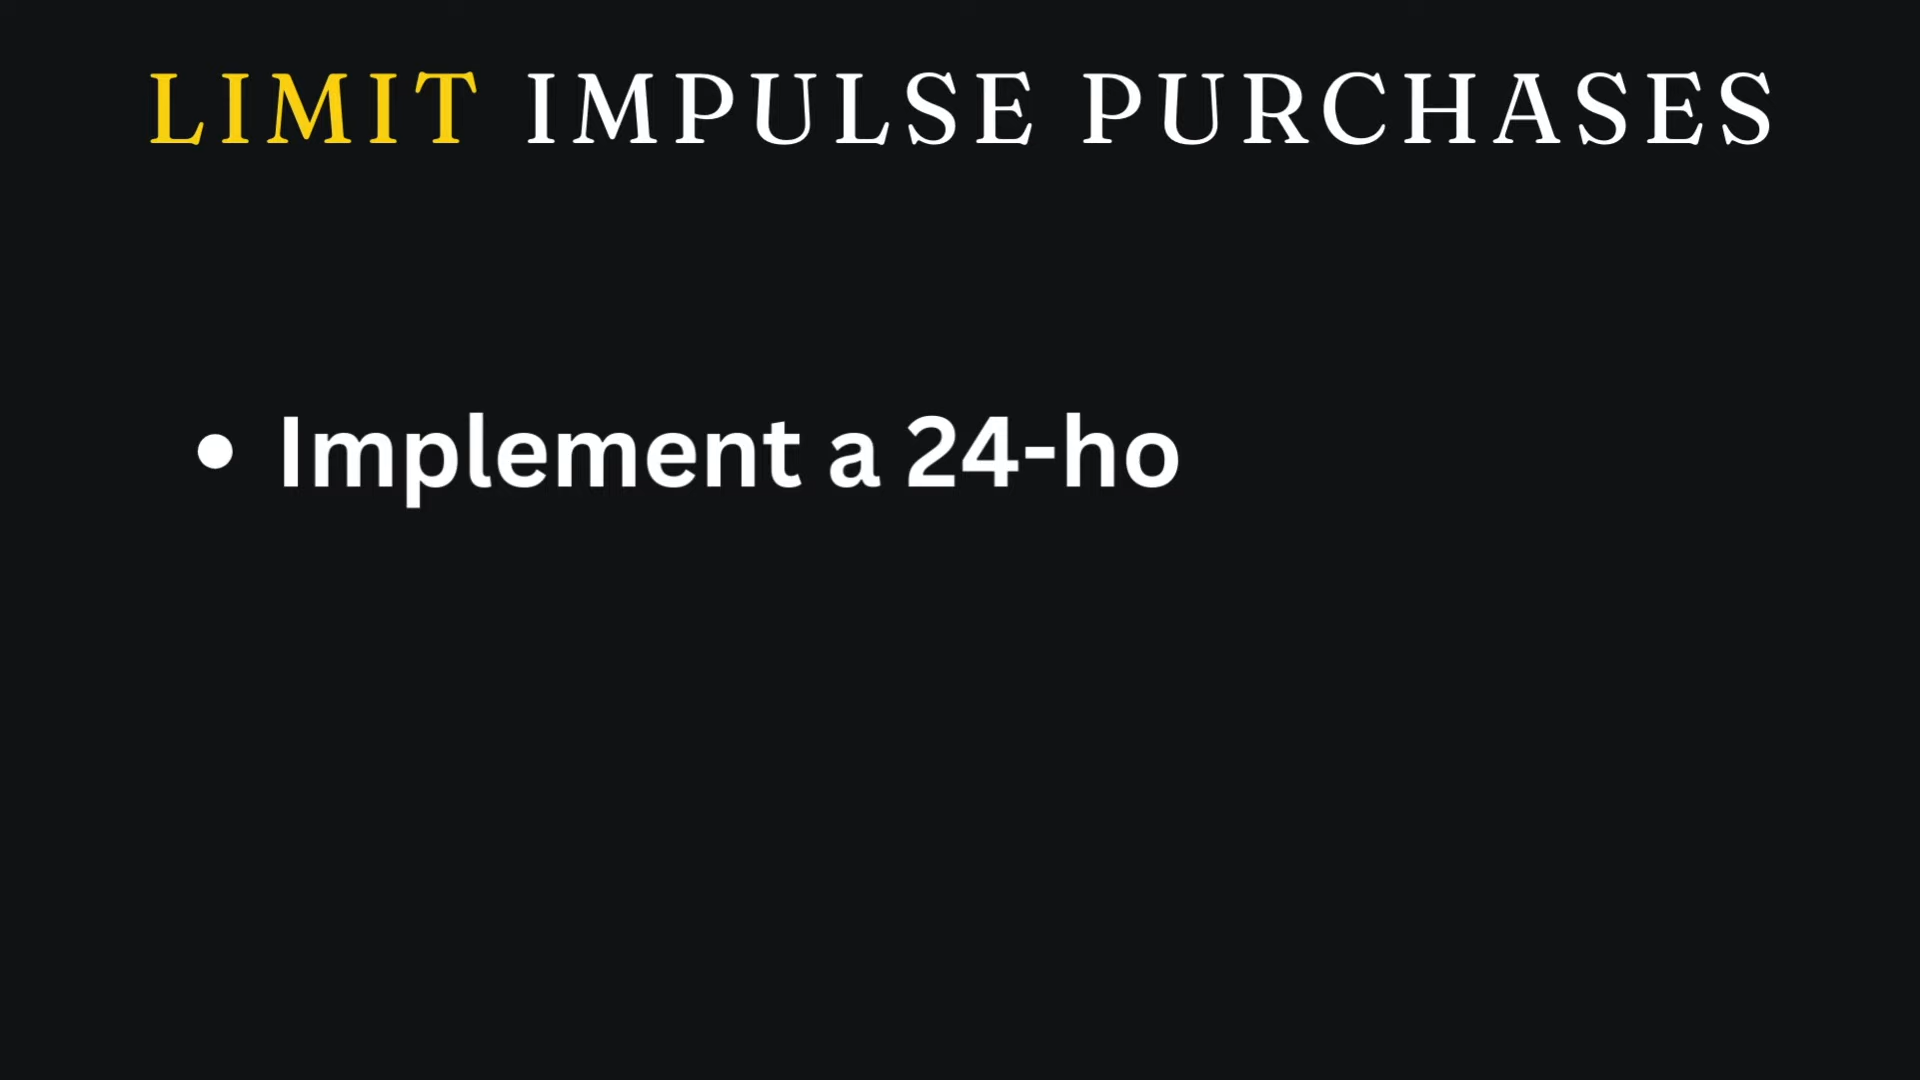 LIMIT IMPULSE PURCHASES
• Implement a 24-ho